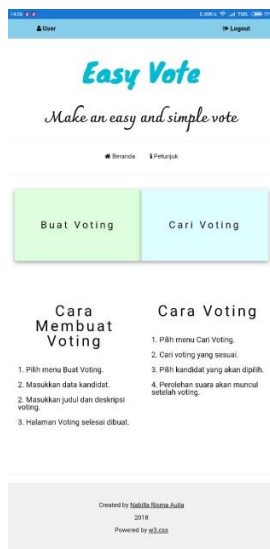 User
Logout
Easy Vote
Make an easy and simple vote
Beranda
Petunjuk
Buat Voting
Cari Voting
Cara
Membuat
Voting
1. Pilih menu Buat Voting.
2. Masukkan data kandidat.
2. Masukkan judul dan deskripsi
voting.
3. Halaman Voting selesai dibuat.
Cara Voting
1. Pilih menu Cari Voting.
2. Cari voting yang sesuai.
3. Pilih kandidat yang akan dipilih.
4. Perolehan suara akan muncul
setelah voting.
Created by Nabilla Risma Aulia
2019
Powered by w3.css